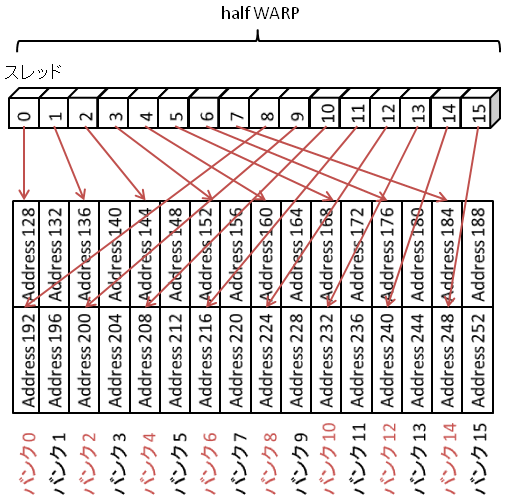 half WARP
スレッド
0 1 2 3 4 5 6 7 8 9 10 11 12 13 14 15
Address 128 Address 132 Address 136 Address 140 Address 144 Address 148 Address 152 Address 156 Address 160 Address 164 Address 168 Address 172 Address 176 Address 180 Address 184 Address 188
Address 192 Address 196 Address 200 Address 204 Address 208 Address 212 Address 216 Address 220 Address 224 Address 228 Address 232 Address 236 Address 240 Address 244 Address 248 Address 252
バンク0 バンク1 バンク2 バンク3 バンク4 バンク5 バンク6 バンク7 バンク8 バンク9 バンク10 バンク11 バンク12 バンク13 バンク14 バンク15